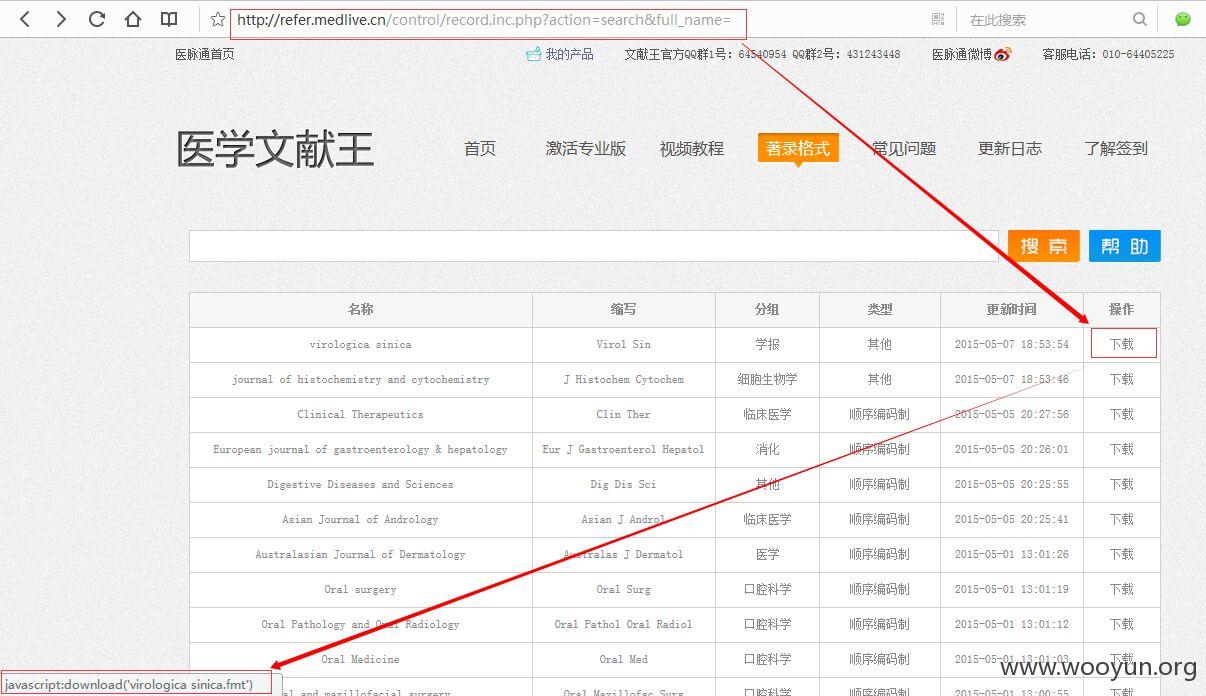 http://refer.medlive.cn/control/record.inc.php?action=search&full_name=
在此搜索
医脉通首页 我的产品 文献王官方QQ群1号：64540954 QQ群2号：431243448 医脉通微博 客服电话：010-64405225
医学文献王 首页 激活专业版 视频教程 著录格式 常见问题 更新日志 了解签到
搜 索 帮 助
名称 缩写 分组 类型 更新时间 操作
virologica sinica Virol Sin 学报 其他 2015-05-07 18:53:54 下载
journal of histochemistry and cytochemistry J Histochem Cytochem 细胞生物学 其他 2015-05-07 18:53:46 下载
Clinical Therapeutics Clin Ther 临床医学 顺序编码制 2015-05-05 20:27:56 下载
European journal of gastroenterology & hepatology Eur J Gastroenterol Hepatol 消化 顺序编码制 2015-05-05 20:26:01 下载
Digestive Diseases and Sciences Dig Dis Sci 其他 顺序编码制 2015-05-05 20:25:55 下载
Asian Journal of Andrology Asian J Androl 临床医学 顺序编码制 2015-05-05 20:25:41 下载
Australasian Journal of Dermatology Australas J Dermatol 医学 顺序编码制 2015-05-01 13:01:26 下载
Oral surgery Oral Surg 口腔科学 顺序编码制 2015-05-01 13:01:19 下载
Oral Pathology and Oral Radiology Oral Pathol Oral Radiol 口腔科学 顺序编码制 2015-05-01 13:01:12 下载
Oral Medicine Oral Med 口腔科学 顺序编码制 2015-05-01 13:01:03 下载
www.wooyun.org
javascript:download('virologica sinica.fmt')
al and maxillofacial surgery 口腔科学 顺序编码制 2015-05-01 13:00:55 下载